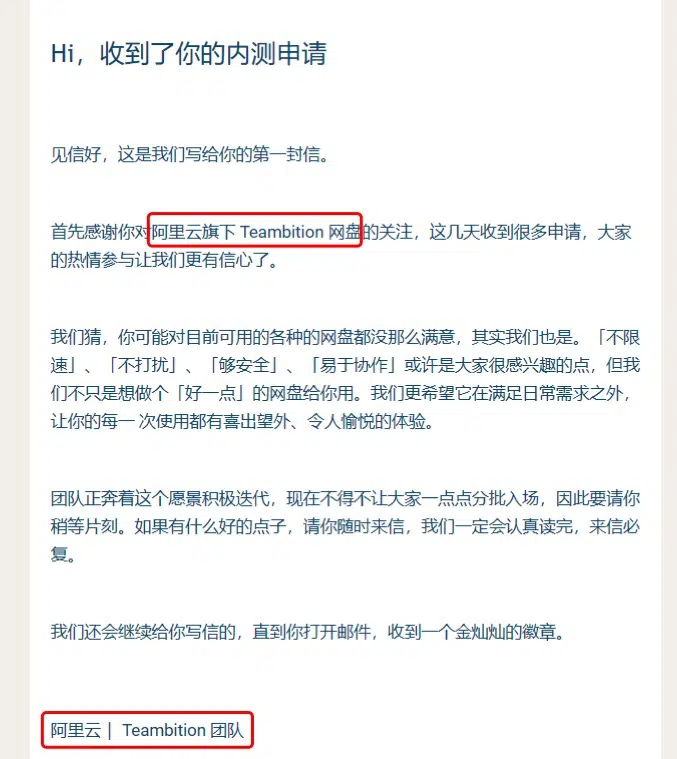 Hi，收到了你的内测申请
见信好，这是我们写给你的第一封信。
首先感谢你对阿里云旗下 Teambition 网盘的关注，这几天收到很多申请，大家
的热情参与让我们更有信心了。
我们猜，你可能对目前可用的各种的网盘都没那么满意，其实我们也是。「不限
速」、「不打扰」、「够安全」、「易于协作」或许是大家很感兴趣的点，但我
们不只是想做个「好一点」的网盘给你用。我们更希望它在满足日常需求之外，
让你的每一 次使用都有喜出望外、令人愉悦的体验。
团队正奔着这个愿景积极迭代，现在不得不让大家一点点分批入场，因此要请你
稍等片刻。如果有什么好的点子，请你随时来信，我们一定会认真读完，来信必
复。
我们还会继续给你写信的，直到你打开邮件，收到一个金灿灿的徽章。
阿里云｜ Teambition 团队